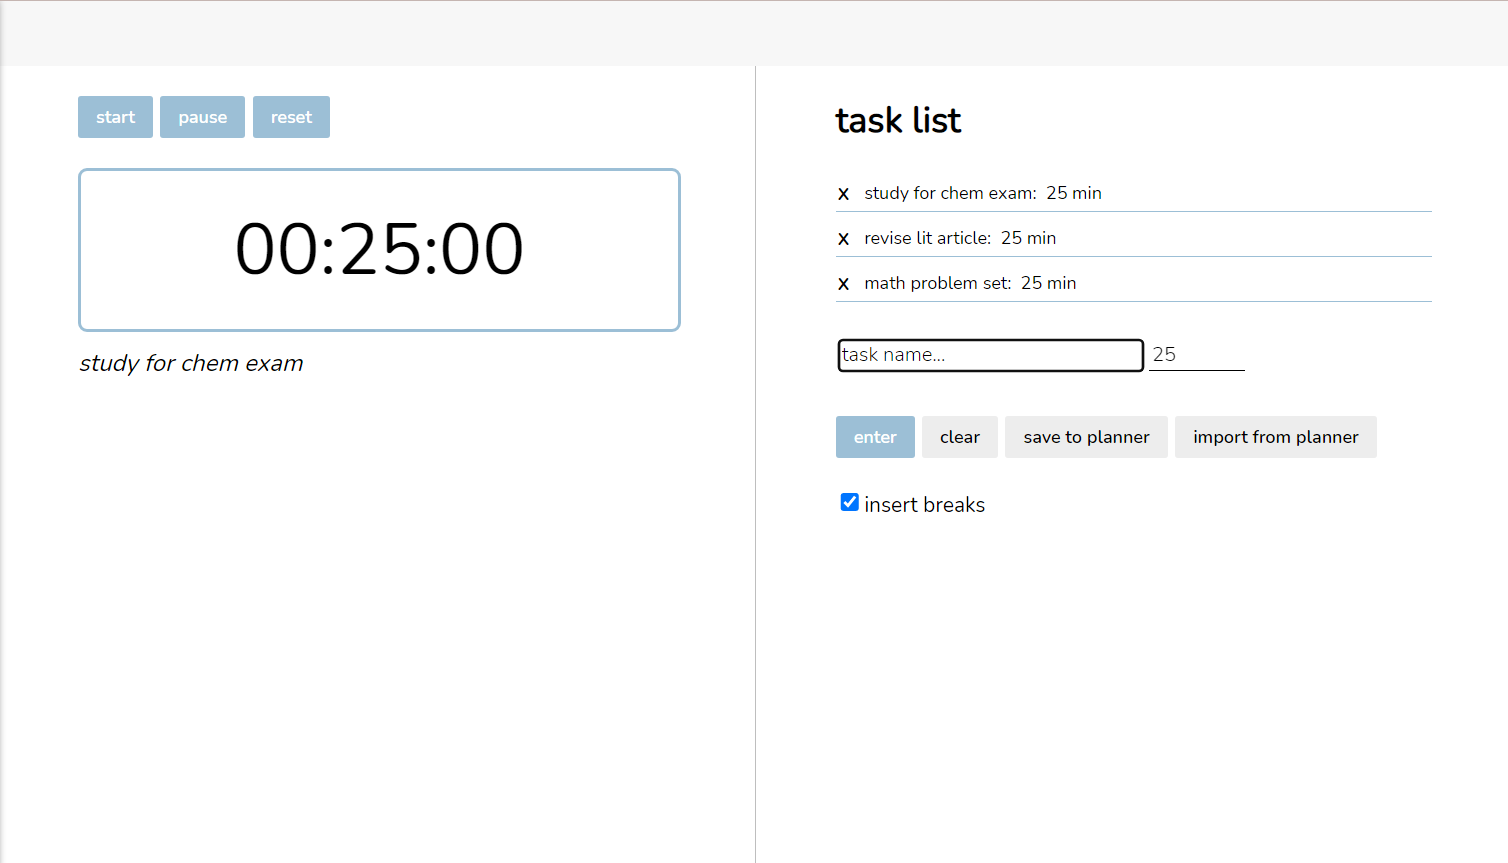 start pause reset
00:25:00
study for chem exam
task list
x study for chem exam: 25 min
x revise lit article: 25 min
x math problem set: 25 min
task name... 25
enter clear save to planner import from planner
insert breaks